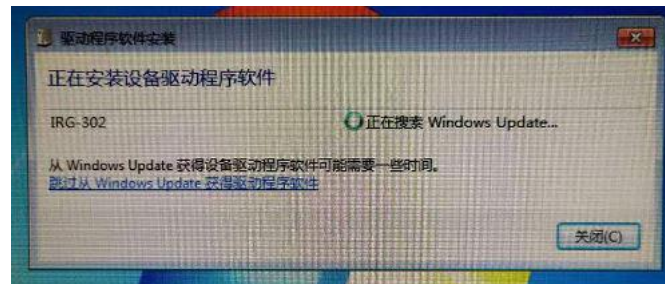 驱动程序软件安装
正在安装设备驱动程序软件
IRG-302 正在搜索 Windows Update...
从 Windows Update 获得设备驱动程序软件可能需要一些时间。
跳过从 Windows Update 获得驱动程序软件
关闭(C)